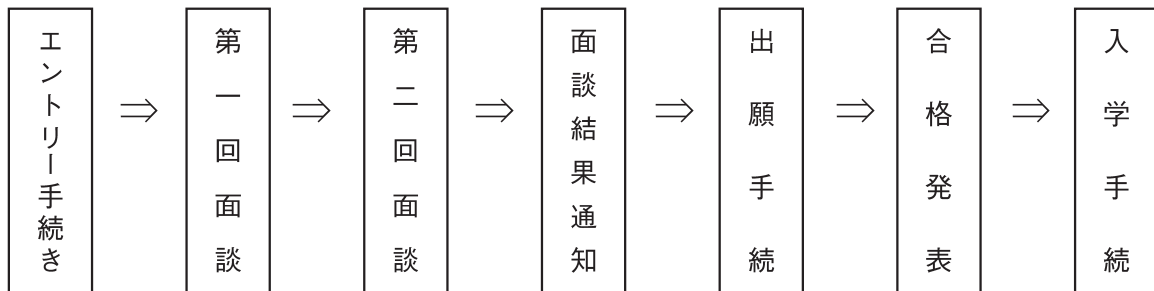 エントリー手続き
⇒
第一回面談
⇒
第二回面談
⇒
面談結果通知
⇒
出願手続
⇒
合格発表
⇒
入学手続